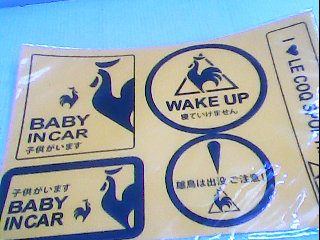 BABY
IN CAR
子供がいます
WAKE UP
寝ていけません
I ♥ LE COQ SPO
子供がいます
BABY
IN CAR
!
雄鳥は出没ご注意!